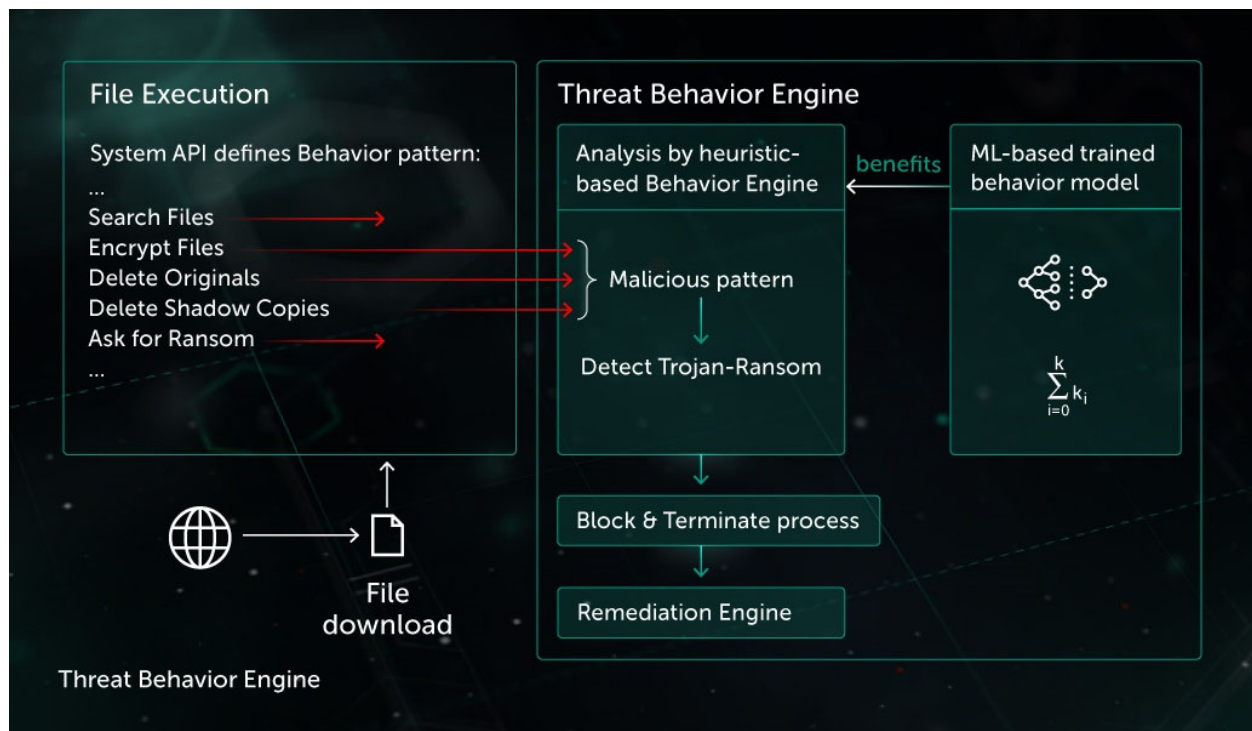 File Execution
System API defines Behavior pattern:
...
Search Files
Encrypt Files
Delete Originals
Delete Shadow Copies
Ask for Ransom
...
File
download
Threat Behavior Engine
Threat Behavior Engine
Analysis by heuristic-
based Behavior Engine
benefits
ML-based trained
behavior model
Malicious pattern
Detect Trojan-Ransom
k
∑ kᵢ
i=0
Block & Terminate process
Remediation Engine